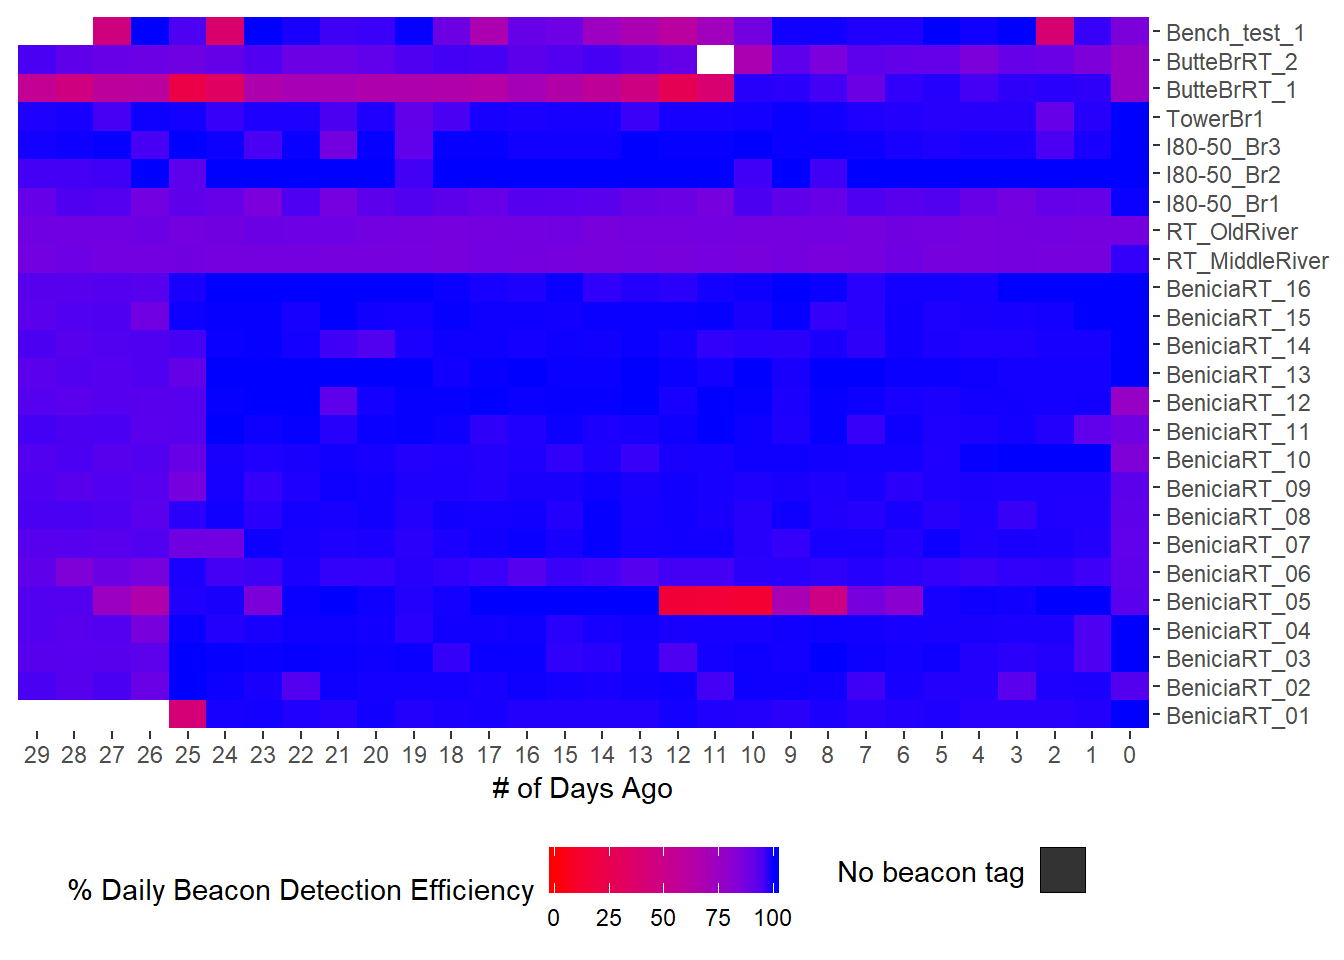 Bench_test_1
ButteBrRT_2
ButteBrRT_1
TowerBr1
I80-50_Br3
I80-50_Br2
I80-50_Br1
RT_OldRiver
RT_MiddleRiver
BeniciaRT_16
BeniciaRT_15
BeniciaRT_14
BeniciaRT_13
BeniciaRT_12
BeniciaRT_11
BeniciaRT_10
BeniciaRT_09
BeniciaRT_08
BeniciaRT_07
BeniciaRT_06
BeniciaRT_05
BeniciaRT_04
BeniciaRT_03
BeniciaRT_02
BeniciaRT_01
29 28 27 26 25 24 23 22 21 20 19 18 17 16 15 14 13 12 11 10 9 8 7 6 5 4 3 2 1 0
# of Days Ago
% Daily Beacon Detection Efficiency
0 25 50 75 100
No beacon tag